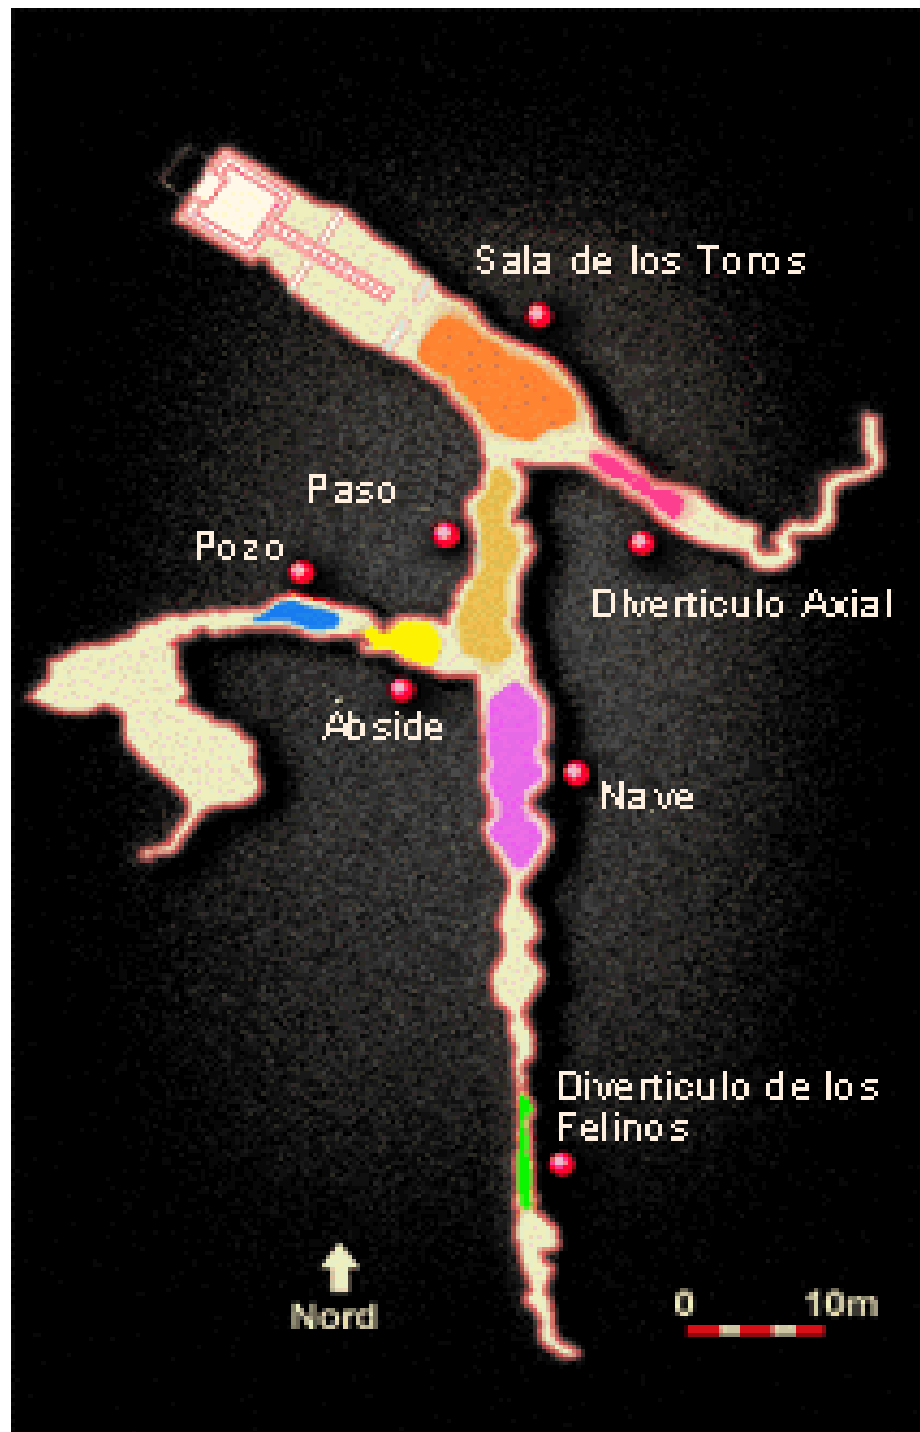 Sala de los Toros
Paso
Pozo
Diverticulo Axial
Ábside
Nave
Diverticulo de los
Felinos
Nord
0 10m